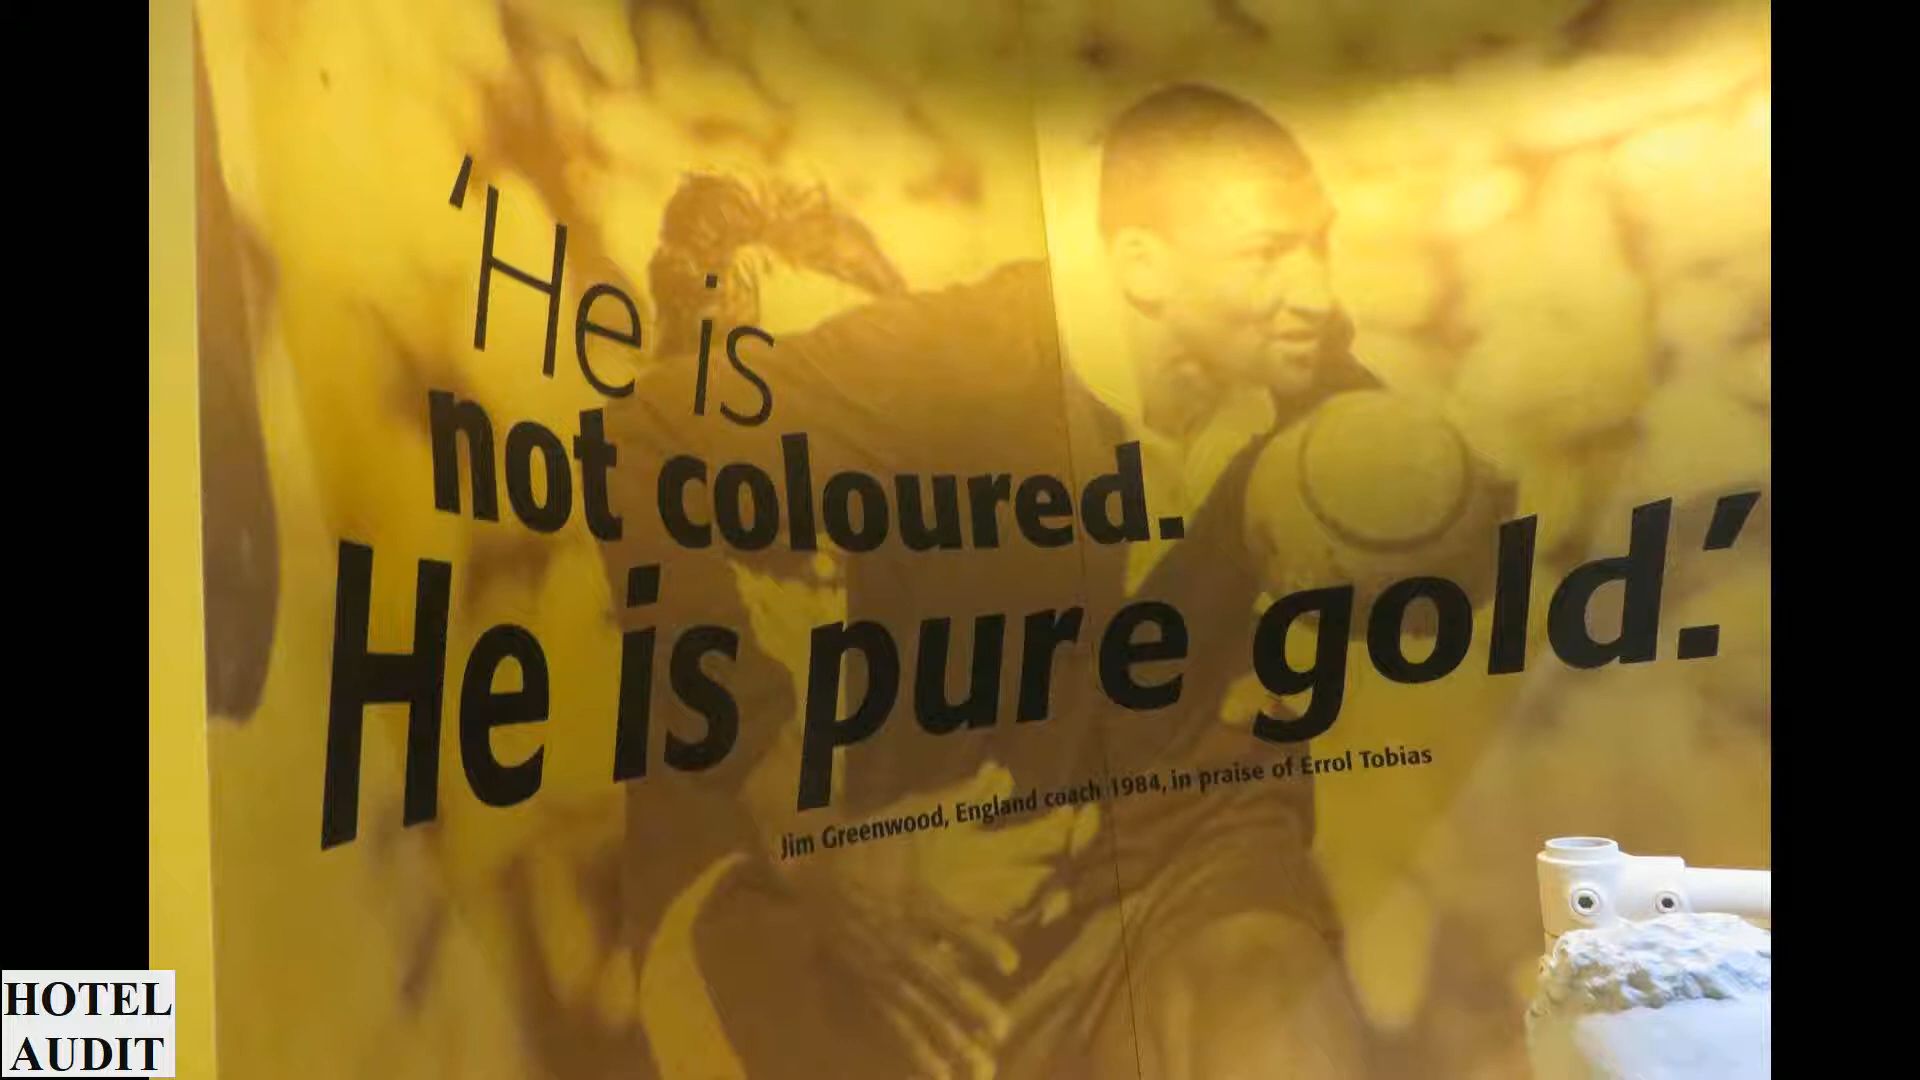 'He is
not coloured.
He is pure gold.'
Jim Greenwood, England coach 1984, in praise of Errol Tobias
HOTEL
AUDIT